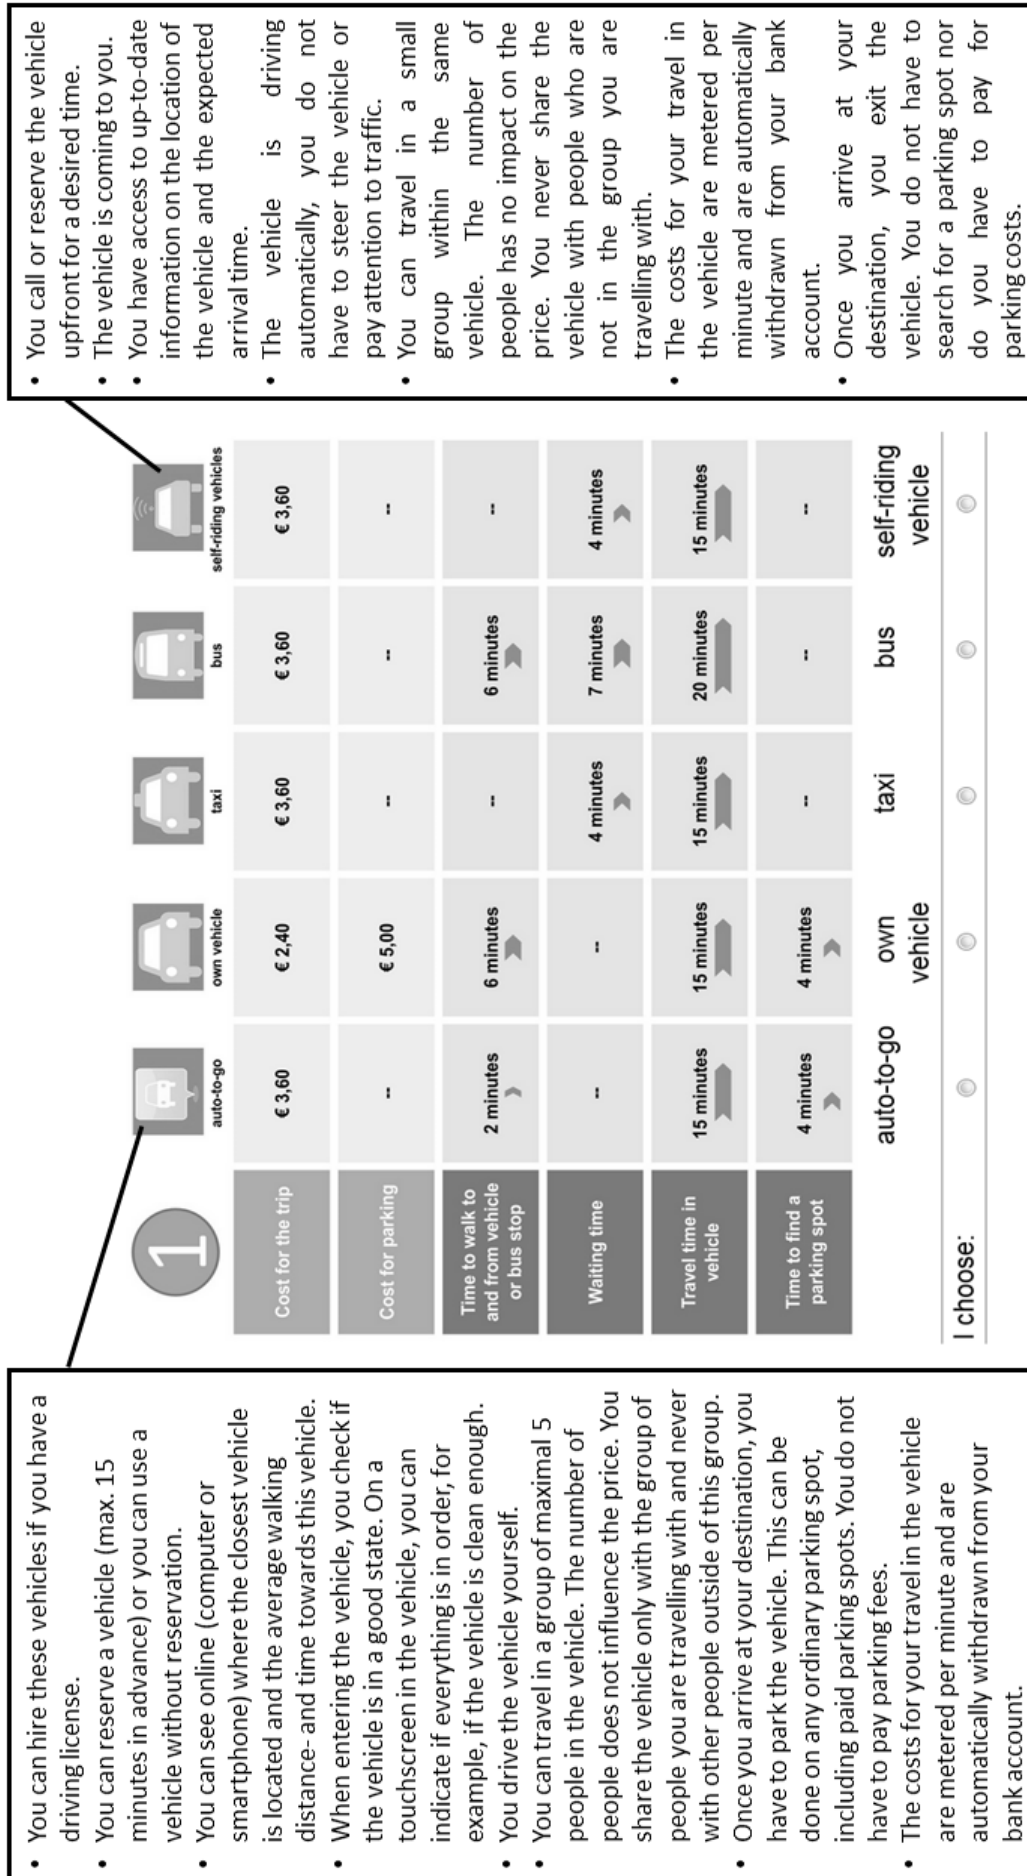 • You can hire these vehicles if you have a
driving license.
• You can reserve a vehicle (max. 15
minutes in advance) or you can use a
vehicle without reservation.
• You can see online (computer or
smartphone) where the closest vehicle
is located and the average walking
distance- and time towards this vehicle.
• When entering the vehicle, you check if
the vehicle is in a good state. On a
touchscreen in the vehicle, you can
indicate if everything is in order, for
example, if the vehicle is clean enough.
• You drive the vehicle yourself.
• You can travel in a group of maximal 5
people in the vehicle. The number of
people does not influence the price. You
share the vehicle only with the group of
people you are travelling with and never
with other people outside of this group.
• Once you arrive at your destination, you
have to park the vehicle. This can be
done on any ordinary parking spot,
including paid parking spots. You do not
have to pay parking fees.
• The costs for your travel in the vehicle
are metered per minute and are
automatically withdrawn from your
bank account.
1
auto-to-go own vehicle taxi bus self-riding vehicles
Cost for the trip € 3,60 € 2,40 € 3,60 € 3,60 € 3,60
Cost for parking -- € 5,00 -- -- --
Time to walk to
and from vehicle
or bus stop
2 minutes 6 minutes -- 6 minutes --
Waiting time -- -- 4 minutes 7 minutes 4 minutes
Travel time in
vehicle
15 minutes 15 minutes 15 minutes 20 minutes 15 minutes
Time to find a
parking spot
4 minutes 4 minutes -- -- --
auto-to-go own
vehicle taxi bus self-riding
vehicle
I choose:
• You call or reserve the vehicle
upfront for a desired time.
• The vehicle is coming to you.
• You have access to up-to-date
information on the location of
the vehicle and the expected
arrival time.
• The vehicle is driving
automatically, you do not
have to steer the vehicle or
pay attention to traffic.
• You can travel in a small
group within the same
vehicle. The number of
people has no impact on the
price. You never share the
vehicle with people who are
not in the group you are
travelling with.
• The costs for your travel in
the vehicle are metered per
minute and are automatically
withdrawn from your bank
account.
• Once you arrive at your
destination, you exit the
vehicle. You do not have to
search for a parking spot nor
do you have to pay for
parking costs.